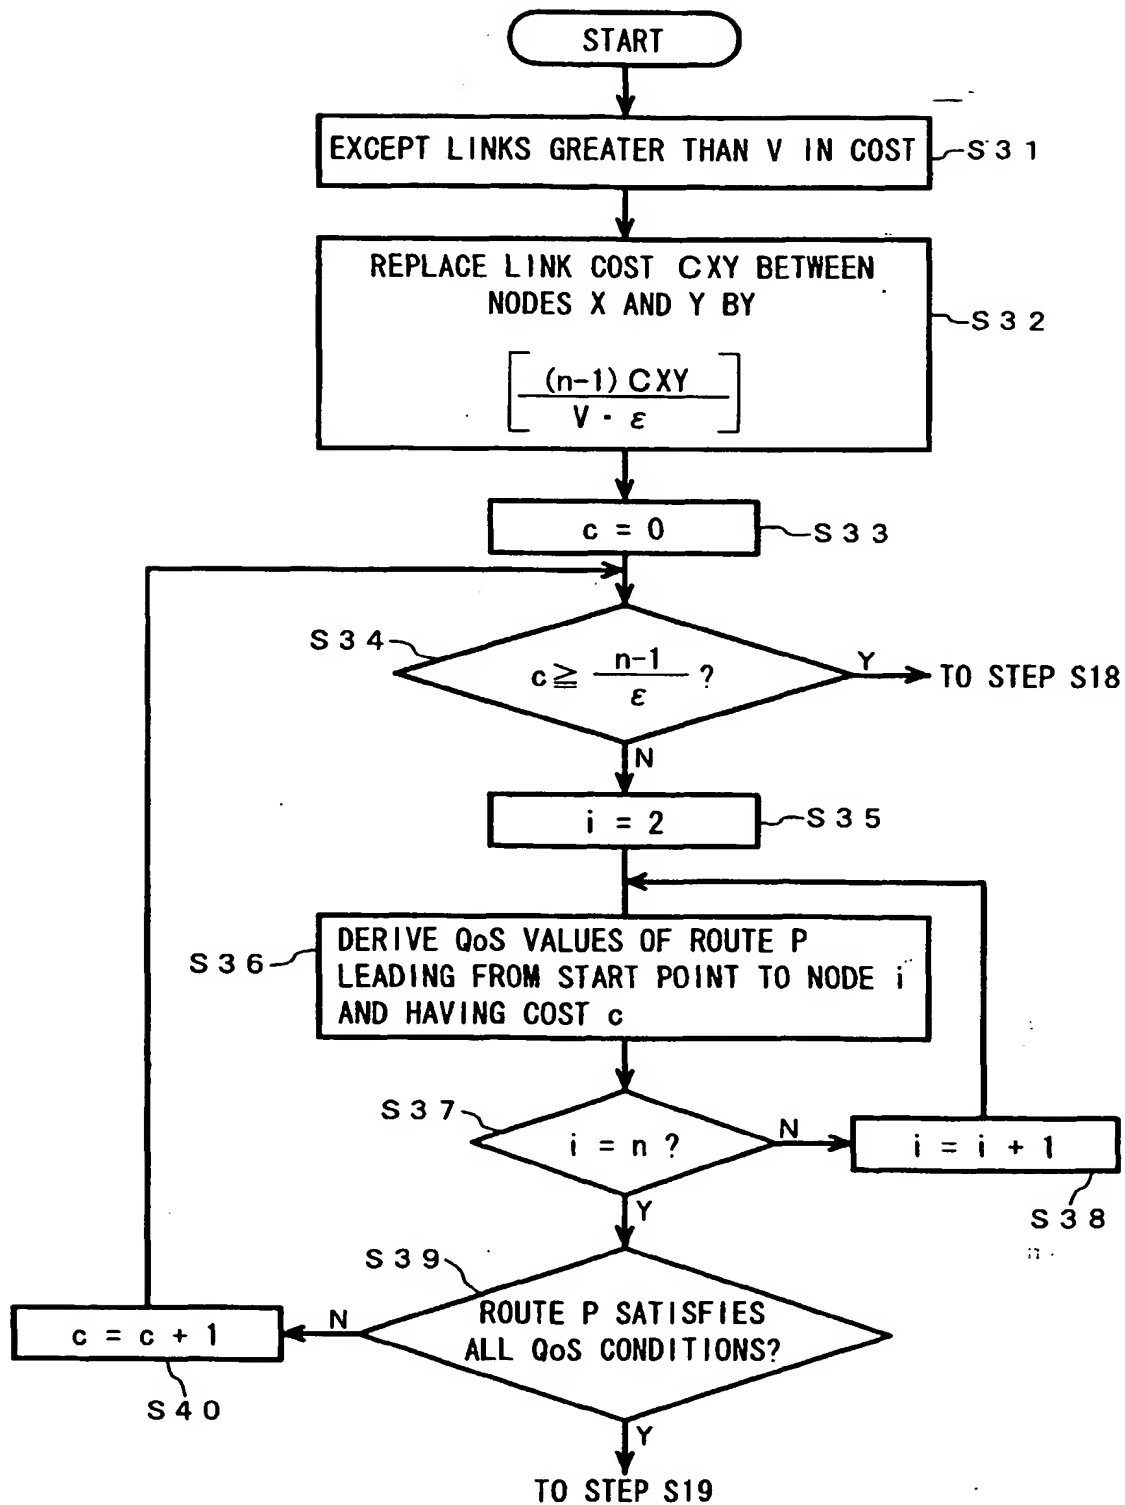 START
EXCEPT LINKS GREATER THAN V IN COST
S31
REPLACE LINK COST CXY BETWEEN
NODES X AND Y BY
S32
[(n-1) CXY
V · ε]
c = 0
S33
S34
c ≧ n-1
ε ?
Y
TO STEP S18
N
i = 2
S35
S36
DERIVE QoS VALUES OF ROUTE P
LEADING FROM START POINT TO NODE i
AND HAVING COST c
S37
i = n ?
N
i = i + 1
S38
Y
S39
ROUTE P SATISFIES
ALL QoS CONDITIONS?
N
c = c + 1
S40
Y
TO STEP S19